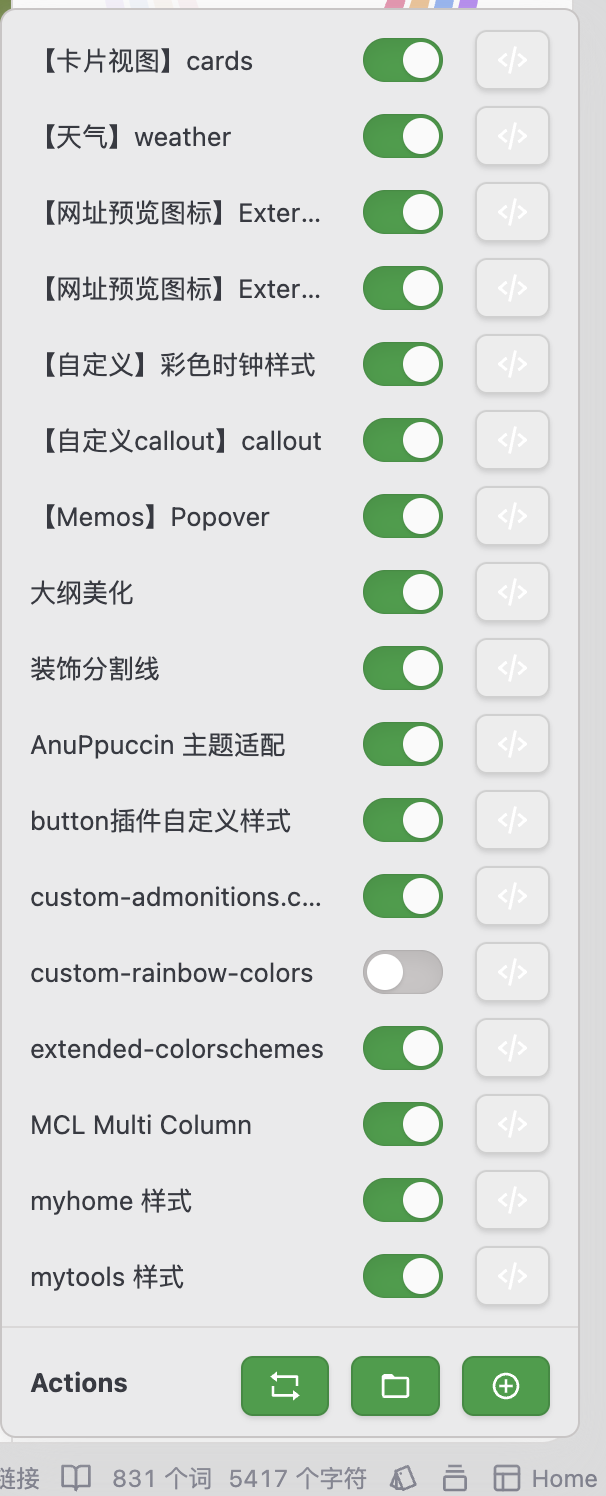 【卡片视图】cards
【天气】weather
【网址预览图标】Exter...
【网址预览图标】Exter...
【自定义】彩色时钟样式
【自定义callout】callout
【Memos】Popover
大纲美化
装饰分割线
AnuPpuccin 主题适配
button插件自定义样式
custom-admonitions.c...
custom-rainbow-colors
extended-colorschemes
MCL Multi Column
myhome 样式
mytools 样式
Actions
链接 831 个词 5417 个字符 Home